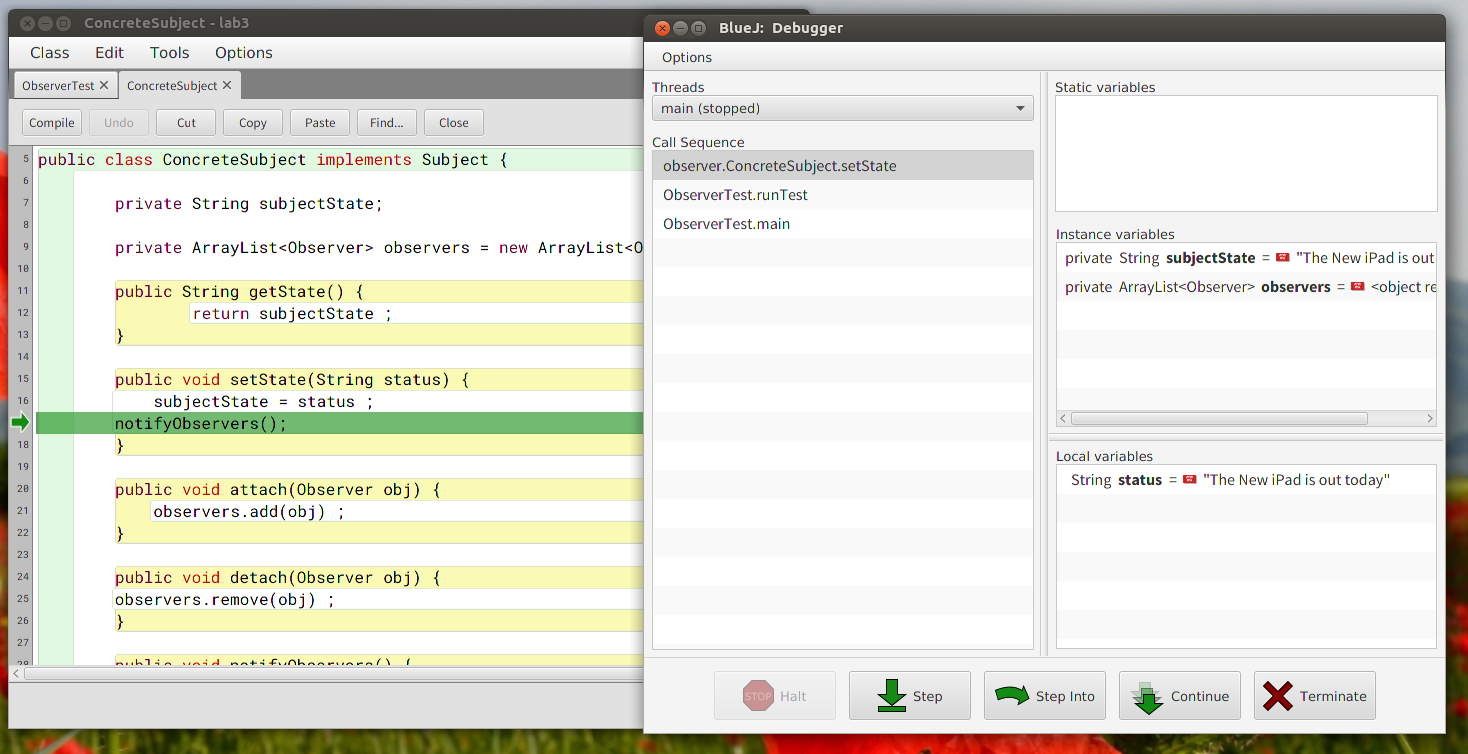 ConcreteSubject - lab3
Class Edit Tools Options
ObserverTest ConcreteSubject
Compile Undo Cut Copy Paste Find... Close
5 public class ConcreteSubject implements Subject {
6
7 private String subjectState;
8
9 private ArrayList<Observer> observers = new ArrayList<O
10
11 public String getState() {
12 return subjectState ;
13 }
14
15 public void setState(String status) {
16 subjectState = status ;
notifyObservers();
18 }
19
20 public void attach(Observer obj) {
21 observers.add(obj) ;
22 }
23
24 public void detach(Observer obj) {
25 observers.remove(obj) ;
26 }
27
28 public void notifyObservers() {
BlueJ: Debugger
Options
Threads
main (stopped)
Call Sequence
observer.ConcreteSubject.setState
ObserverTest.runTest
ObserverTest.main
Static variables
Instance variables
private String subjectState = "The New iPad is out
private ArrayList<Observer> observers = <object re
Local variables
String status = "The New iPad is out today"
STOP Halt Step Step Into Continue Terminate